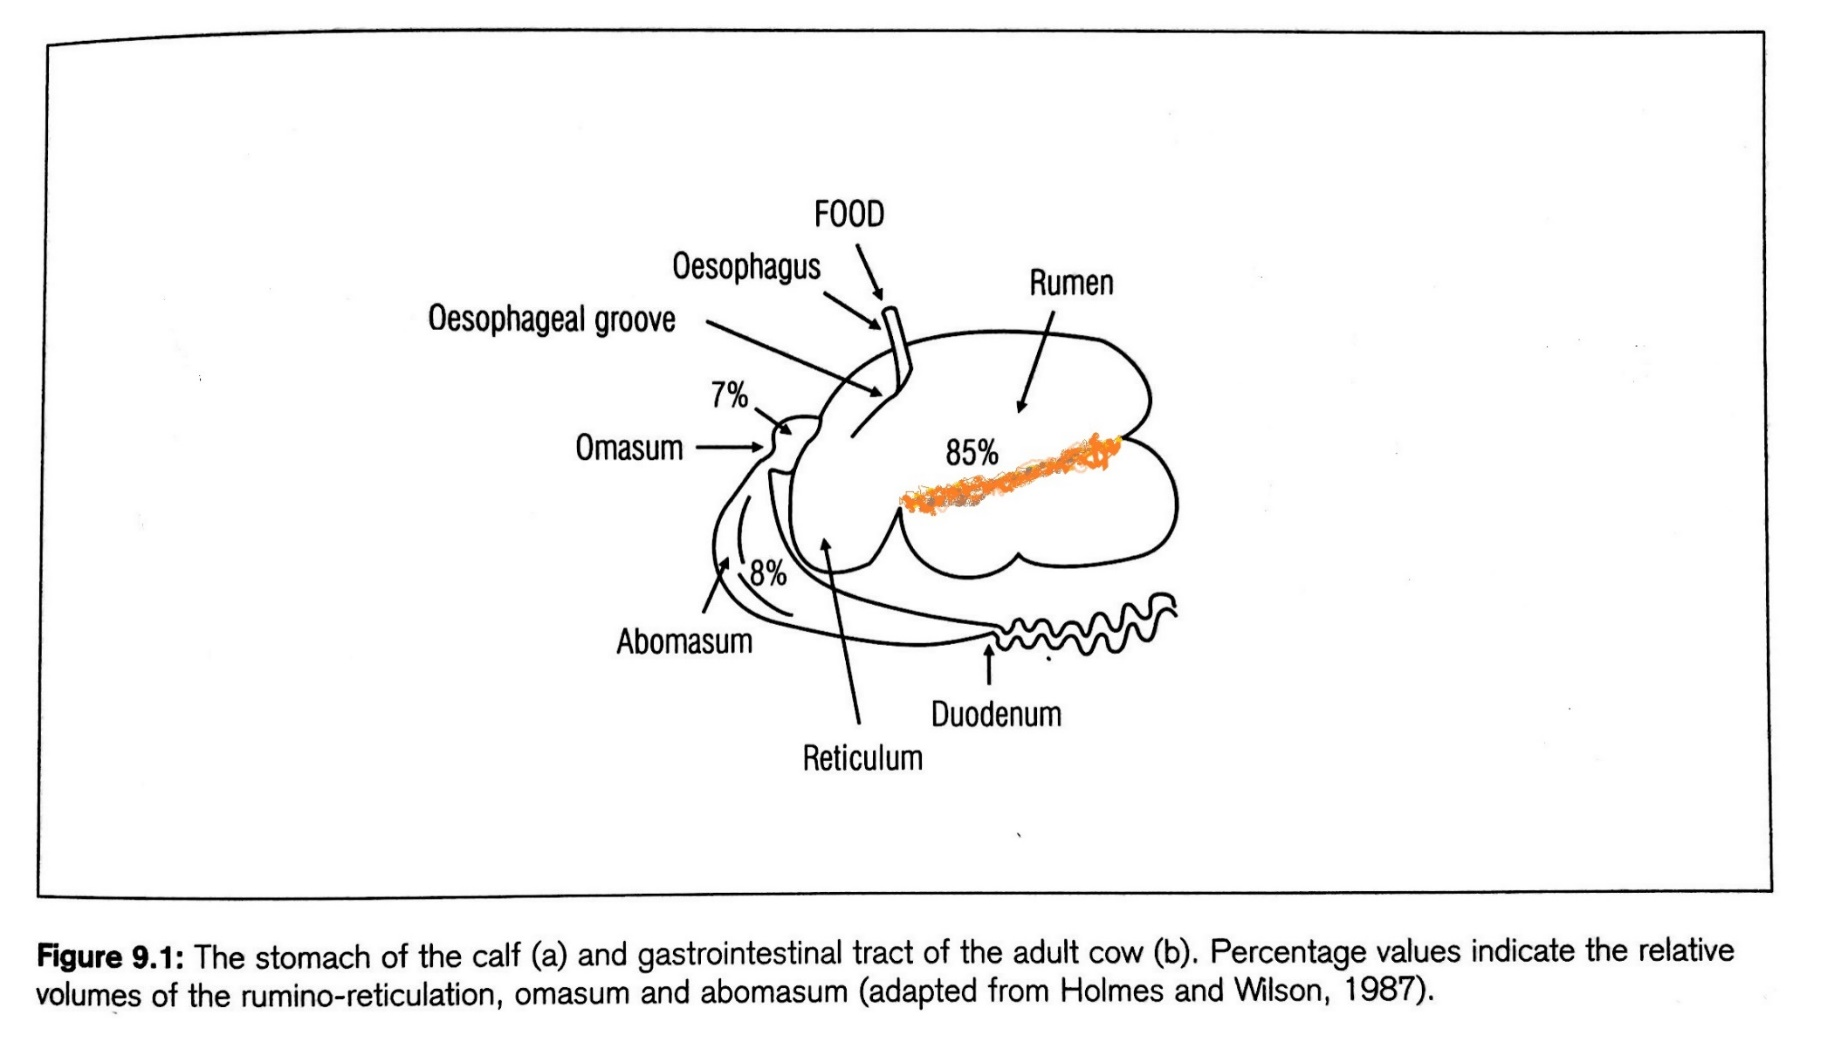 FOOD
Oesophagus
Rumen
Oesophageal groove
7%
Omasum
85%
8%
Abomasum
Duodenum
Reticulum
Figure 9.1: The stomach of the calf (a) and gastrointestinal tract of the adult cow (b). Percentage values indicate the relative
volumes of the rumino-reticulation, omasum and abomasum (adapted from Holmes and Wilson, 1987).